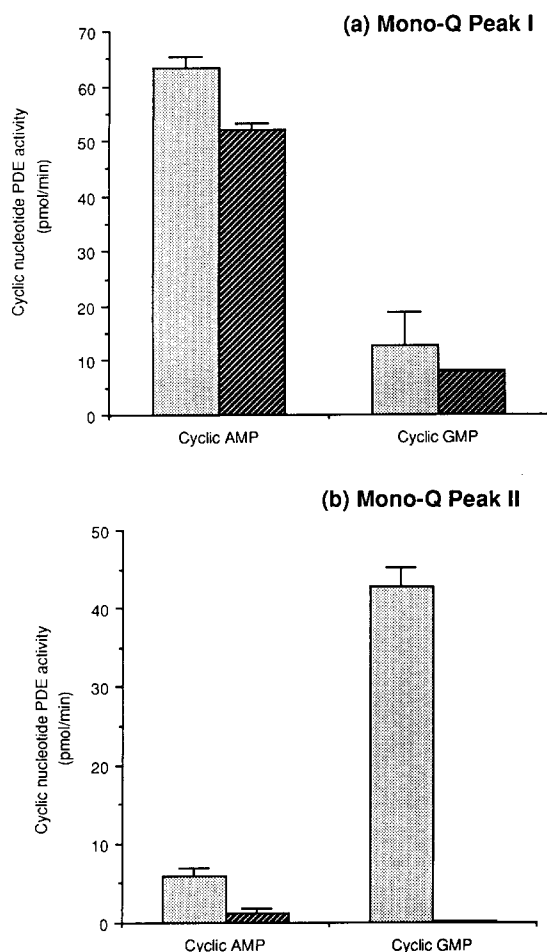 (a) Mono-Q Peak I
70
60
50
40
30
20
10
0
Cyclic nucleotide PDE activity
(pmol/min)
Cyclic AMP
Cyclic GMP
(b) Mono-Q Peak II
50
40
30
20
10
0
Cyclic nucleotide PDE activity
(pmol/min)
Cyclic AMP
Cyclic GMP